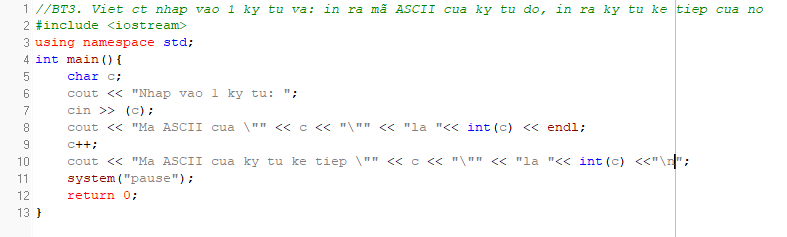 1 //BT3. Viet ct nhap vao 1 ky tu va: in ra mã ASCII cua ky tu do, in ra ky tu ke tiep cua no
2 #include <iostream>
3 using namespace std;
4 int main(){
5     char c;
6     cout << "Nhap vao 1 ky tu: ";
7     cin >> (c);
8     cout << "Ma ASCII cua \"" << c << "\"" << "la "<< int(c) << endl;
9     c++;
10     cout << "Ma ASCII cua ky tu ke tiep \"" << c << "\"" << "la "<< int(c) <<"\n";
11     system("pause");
12     return 0;
13 }